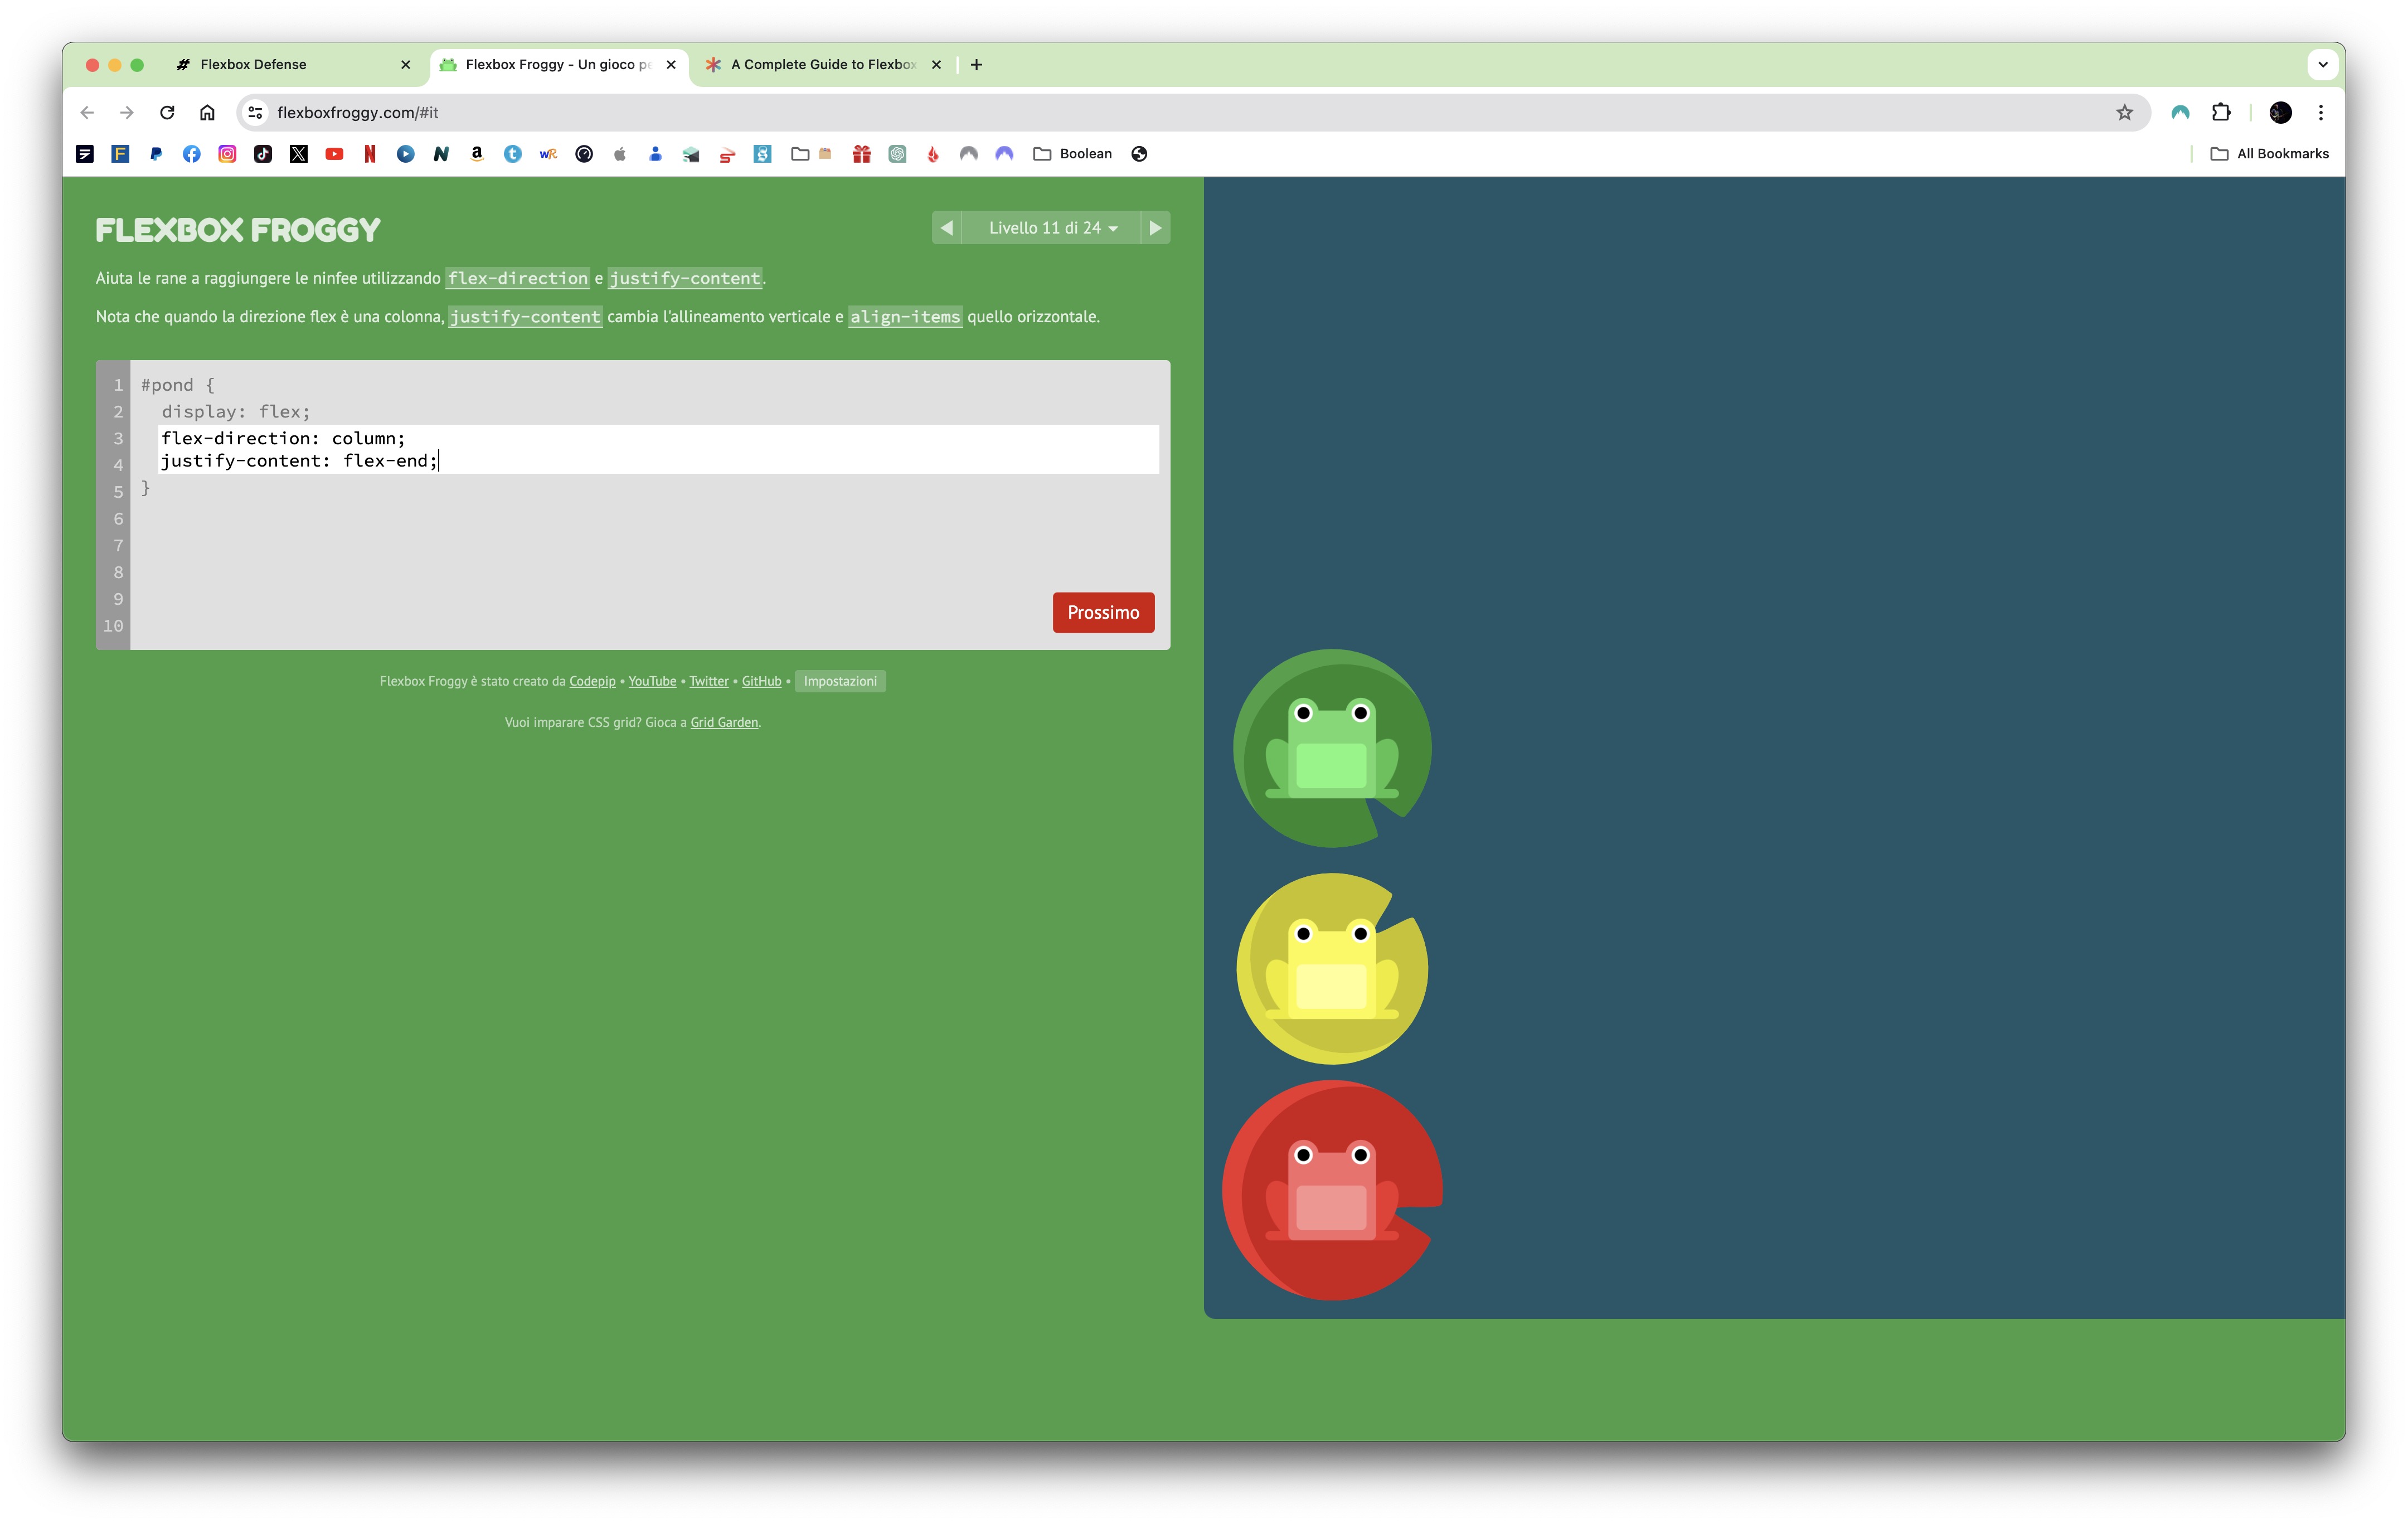 Flexbox Defense
Flexbox Froggy - Un gioco pe
A Complete Guide to Flexbox
flexboxfroggy.com/#it
Boolean
All Bookmarks
FLEXBOX FROGGY
Livello 11 di 24
Aiuta le rane a raggiungere le ninfee utilizzando flex-direction e justify-content.
Nota che quando la direzione flex è una colonna, justify-content cambia l'allineamento verticale e align-items quello orizzontale.
1 #pond {
2 display: flex;
3 flex-direction: column;
4 justify-content: flex-end;
5 }
6
7
8
9
10
Prossimo
Flexbox Froggy è stato creato da Codepip • YouTube • Twitter • GitHub • Impostazioni
Vuoi imparare CSS grid? Gioca a Grid Garden.